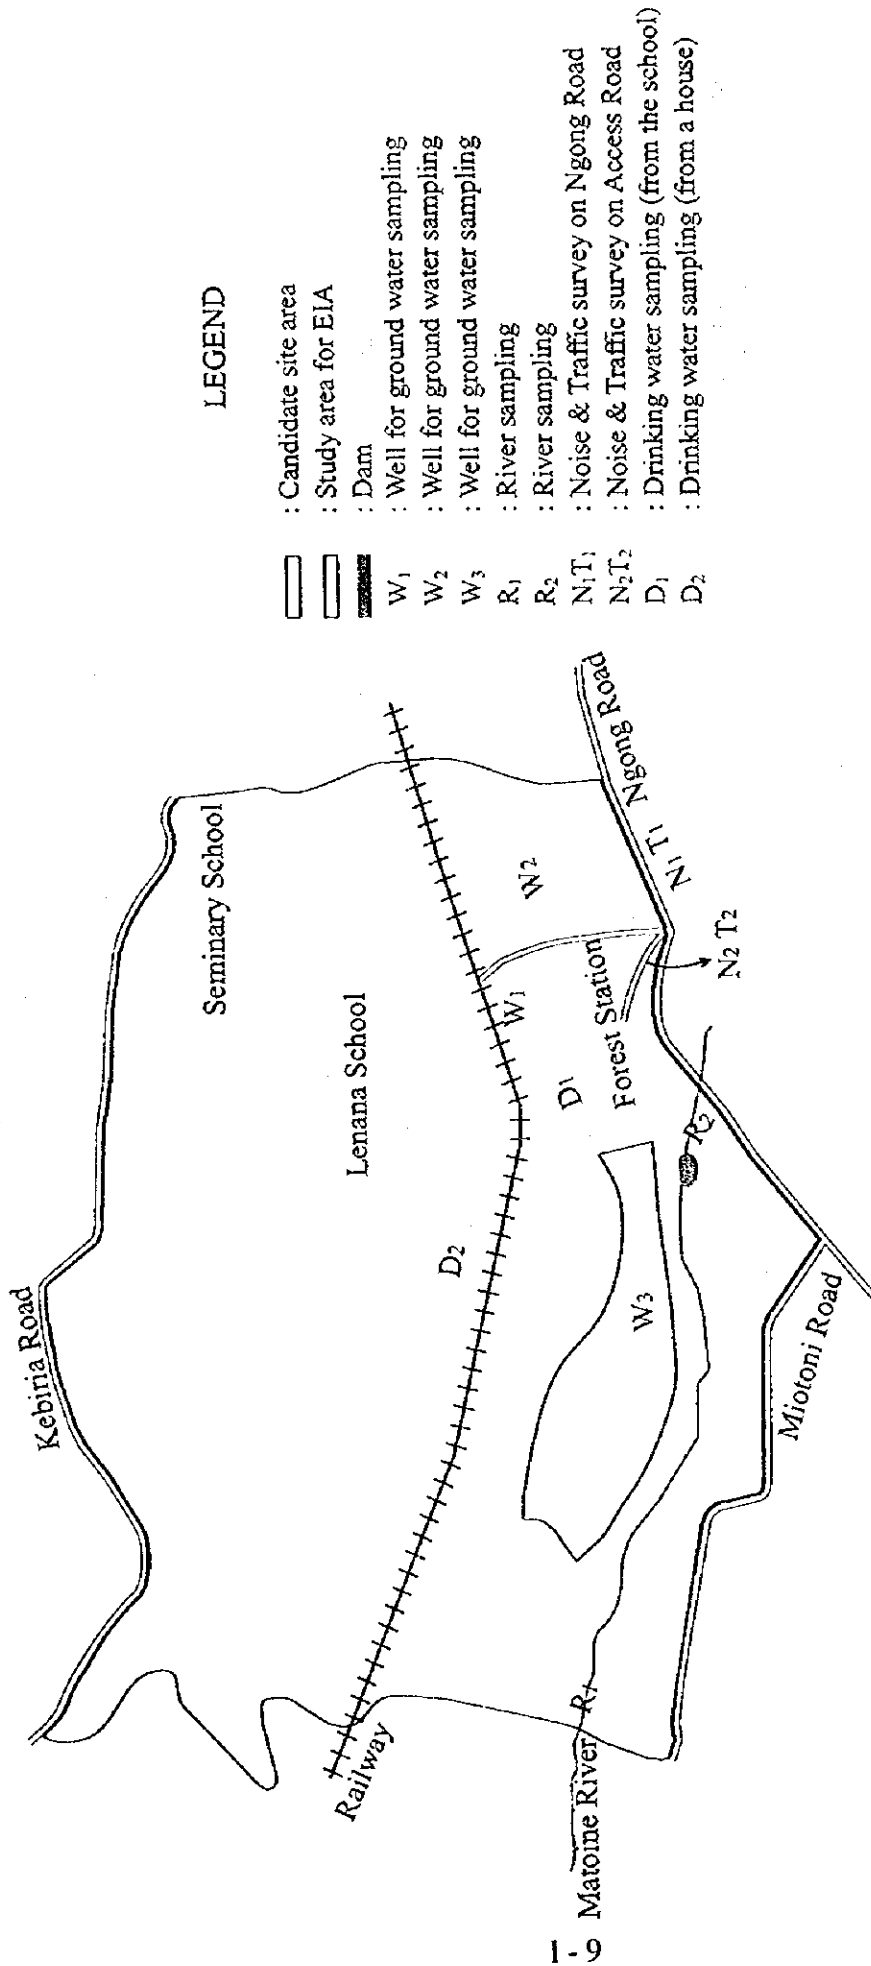 LEGEND
: Candidate site area
: Study area for EIA
: Dam
W1 : Well for ground water sampling
W2 : Well for ground water sampling
W3 : Well for ground water sampling
R1 : River sampling
R2 : River sampling
N1T1 : Noise & Traffic survey on Ngong Road
N2T2 : Noise & Traffic survey on Access Road
D1 : Drinking water sampling (from the school)
D2 : Drinking water sampling (from a house)
Kebiria Road
Seminary School
Lenana School
D2
W2
W1
Railway
D1
Forest Station
W3
N1 T1 Ngong Road
N2 T2
R2
Matoine River R1
Miotoni Road
1 - 9